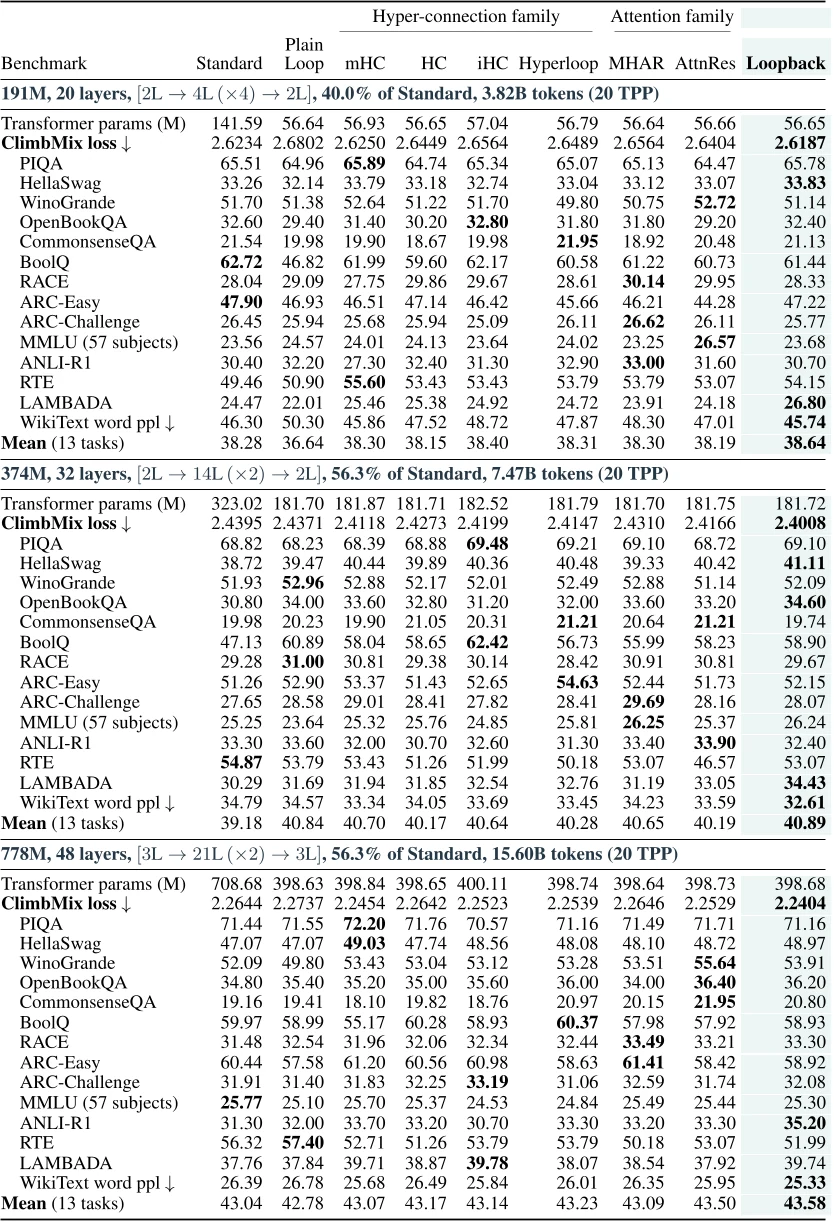 Hyper-connection family Attention family
Plain
Benchmark Standard Loop mHC HC iHC Hyperloop MHAR AttnRes Loopback
191M, 20 layers, [2L → 4L (×4) → 2L], 40.0% of Standard, 3.82B tokens (20 TPP)
Transformer params (M) 141.59 56.64 56.93 56.65 57.04 56.79 56.64 56.66 56.65
ClimbMix loss ↓ 2.6234 2.6802 2.6250 2.6449 2.6564 2.6489 2.6564 2.6404 2.6187
PIQA 65.51 64.96 65.89 64.74 65.34 65.07 65.13 64.47 65.78
HellaSwag 33.26 32.14 33.79 33.18 32.74 33.04 33.12 33.07 33.83
WinoGrande 51.70 51.38 52.64 51.22 51.70 49.80 50.75 52.72 51.14
OpenBookQA 32.60 29.40 31.40 30.20 32.80 31.80 31.80 29.20 32.40
CommonsenseQA 21.54 19.98 19.90 18.67 19.98 21.95 18.92 20.48 21.13
BoolQ 62.72 46.82 61.99 59.60 62.17 60.58 61.22 60.73 61.44
RACE 28.04 29.09 27.75 29.86 29.67 28.61 30.14 29.95 28.33
ARC-Easy 47.90 46.93 46.51 47.14 46.42 45.66 46.21 44.28 47.22
ARC-Challenge 26.45 25.94 25.68 25.94 25.09 26.11 26.62 26.11 25.77
MMLU (57 subjects) 23.56 24.57 24.01 24.13 23.64 24.02 23.25 26.57 23.68
ANLI-R1 30.40 32.20 27.30 32.40 31.30 32.90 33.00 31.60 30.70
RTE 49.46 50.90 55.60 53.43 53.43 53.79 53.79 53.07 54.15
LAMBADA 24.47 22.01 25.46 25.38 24.92 24.72 23.91 24.18 26.80
WikiText word ppl ↓ 46.30 50.30 45.86 47.52 48.72 47.87 48.30 47.01 45.74
Mean (13 tasks) 38.28 36.64 38.30 38.15 38.40 38.31 38.30 38.19 38.64
374M, 32 layers, [2L → 14L (×2) → 2L], 56.3% of Standard, 7.47B tokens (20 TPP)
Transformer params (M) 323.02 181.70 181.87 181.71 182.52 181.79 181.70 181.75 181.72
ClimbMix loss ↓ 2.4395 2.4371 2.4118 2.4273 2.4199 2.4147 2.4310 2.4166 2.4008
PIQA 68.82 68.23 68.39 68.88 69.48 69.21 69.10 68.72 69.10
HellaSwag 38.72 39.47 40.44 39.89 40.36 40.48 39.33 40.42 41.11
WinoGrande 51.93 52.96 52.88 52.17 52.01 52.49 52.88 51.14 52.09
OpenBookQA 30.80 34.00 33.60 32.80 31.20 32.00 33.60 33.20 34.60
CommonsenseQA 19.98 20.23 19.90 21.05 20.31 21.21 20.64 21.21 19.74
BoolQ 47.13 60.89 58.04 58.65 62.42 56.73 55.99 58.23 58.90
RACE 29.28 31.00 30.81 29.38 30.14 28.42 30.91 30.81 29.67
ARC-Easy 51.26 52.90 53.37 51.43 52.65 54.63 52.44 51.73 52.15
ARC-Challenge 27.65 28.58 29.01 28.41 27.82 28.41 29.69 28.16 28.07
MMLU (57 subjects) 25.25 23.64 25.32 25.76 24.85 25.81 26.25 25.37 26.24
ANLI-R1 33.30 33.60 32.00 30.70 32.60 31.30 33.40 33.90 32.40
RTE 54.87 53.79 53.43 51.26 51.99 50.18 53.07 46.57 53.07
LAMBADA 30.29 31.69 31.94 31.85 32.54 32.76 31.19 33.05 34.43
WikiText word ppl ↓ 34.79 34.57 33.34 34.05 33.69 33.45 34.23 33.59 32.61
Mean (13 tasks) 39.18 40.84 40.70 40.17 40.64 40.28 40.65 40.19 40.89
778M, 48 layers, [3L → 21L (×2) → 3L], 56.3% of Standard, 15.60B tokens (20 TPP)
Transformer params (M) 708.68 398.63 398.84 398.65 400.11 398.74 398.64 398.73 398.68
ClimbMix loss ↓ 2.2644 2.2737 2.2454 2.2642 2.2523 2.2539 2.2646 2.2529 2.2404
PIQA 71.44 71.55 72.20 71.76 70.57 71.16 71.49 71.71 71.16
HellaSwag 47.07 47.07 49.03 47.74 48.56 48.08 48.10 48.72 48.97
WinoGrande 52.09 49.80 53.43 53.04 53.12 53.28 53.51 55.64 53.91
OpenBookQA 34.80 35.40 35.20 35.00 35.60 36.00 34.00 36.40 36.20
CommonsenseQA 19.16 19.41 18.10 19.82 18.76 20.97 20.15 21.95 20.80
BoolQ 59.97 58.99 55.17 60.28 58.93 60.37 57.98 57.92 58.93
RACE 31.48 32.54 31.96 32.06 32.34 32.44 33.49 33.21 33.30
ARC-Easy 60.44 57.58 61.20 60.56 60.98 58.63 61.41 58.42 58.92
ARC-Challenge 31.91 31.40 31.83 32.25 33.19 31.06 32.59 31.74 32.08
MMLU (57 subjects) 25.77 25.10 25.70 25.37 24.53 24.84 25.49 25.44 25.30
ANLI-R1 31.30 32.00 33.70 33.20 30.70 33.30 33.20 33.30 35.20
RTE 56.32 57.40 52.71 51.26 53.79 53.79 50.18 53.07 51.99
LAMBADA 37.76 37.84 39.71 38.87 39.78 38.07 38.54 37.92 39.74
WikiText word ppl ↓ 26.39 26.78 25.68 26.49 25.84 26.01 26.35 25.95 25.33
Mean (13 tasks) 43.04 42.78 43.07 43.17 43.14 43.23 43.09 43.50 43.58